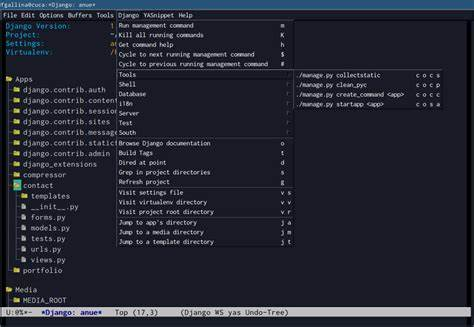 fgallina@cuca:*Django: anue*
File Edit Options Buffers Tools Django YASnippet Help
Django Version:
Project:
Settings:
Virtualenv:
Run management command m
Kill all running commands K
Get command help h
Cycle to next running management command $
Cycle to previous running management command
Tools
Shell
Database
i18n
Server
Test
South
Browse Django documentation o
Build Tags t
Dired at point d
Grep in project directories s
Refresh project g
Visit settings file v s
Visit virtualenv directory v v
Visit project root directory v r
Jump to app's directory j a
Jump to a media directory j m
Jump to a template directory j t
./manage.py collectstatic c o c s
./manage.py clean_pyc c o c p
./manage.py create_command <app> c o c c
./manage.py startapp <app> c o s a
Apps
django.contrib.auth
django.contrib.conten
django.contrib.sessio
django.contrib.sites
django.contrib.messag
django.contrib.static
django.contrib.admin
django_extensions
compressor
contact
templates
__init__.py
forms.py
models.py
tests.py
urls.py
views.py
portfolio
Media
MEDIA_ROOT
U:0%*- *Django: anue* Top (17,3) (Django WS yas Undo-Tree)